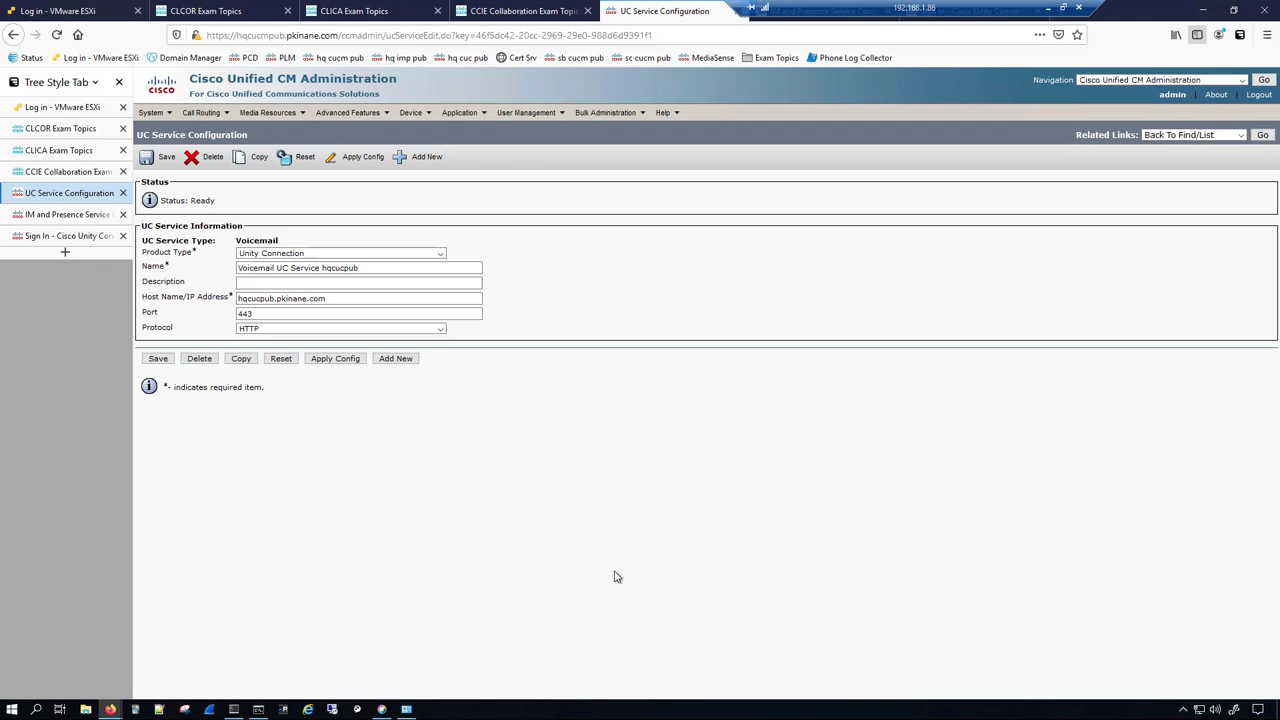 Log in - VMware ESXi
CLCOR Exam Topics
CLICA Exam Topics
CCIE Collaboration Exam Topic
UC Service Configuration
192.168.1.86
https://hqcucmpub.pkinane.com/ccmadmin/ucServiceEdit.do?key=46f5dc42-20cc-2969-29e0-988d6d9391f1
Status
Log in - VMware ESXi
Domain Manager
PCD
PLM
hq cucm pub
hq imp pub
hq cuc pub
Cert Srv
sb cucm pub
sc cucm pub
MediaSense
Exam Topics
Phone Log Collector
Tree Style Tab
Log in - VMware ESXi
CLCOR Exam Topics
CLICA Exam Topics
CCIE Collaboration Exam
UC Service Configuration
IM and Presence Service
Sign In - Cisco Unity Con
CISCO
Cisco Unified CM Administration
For Cisco Unified Communications Solutions
Navigation Cisco Unified CM Administration Go
admin About Logout
System Call Routing Media Resources Advanced Features Device Application User Management Bulk Administration Help
UC Service Configuration
Related Links: Back To Find/List Go
Save Delete Copy Reset Apply Config Add New
Status
Status: Ready
UC Service Information
UC Service Type: Voicemail
Product Type* Unity Connection
Name* Voicemail UC Service hqcucpub
Description
Host Name/IP Address* hqcucpub.pkinane.com
Port 443
Protocol HTTP
Save Delete Copy Reset Apply Config Add New
*- indicates required item.